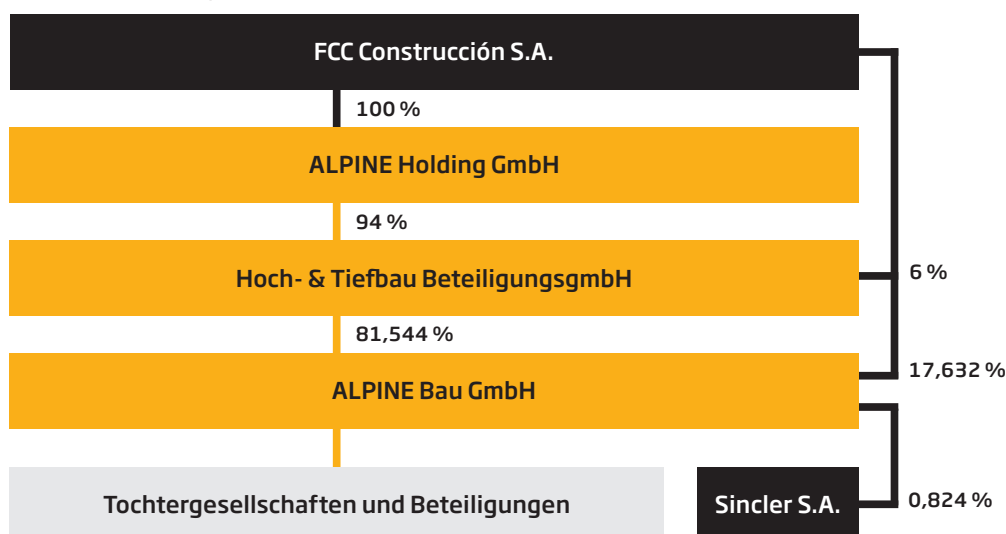 FCC Construcción S.A.
100 %
ALPINE Holding GmbH
94 %
Hoch- & Tiefbau BeteiligungsgmbH
6 %
81,544 %
17,632 %
ALPINE Bau GmbH
Tochtergesellschaften und Beteiligungen
Sincler S.A.
0,824 %